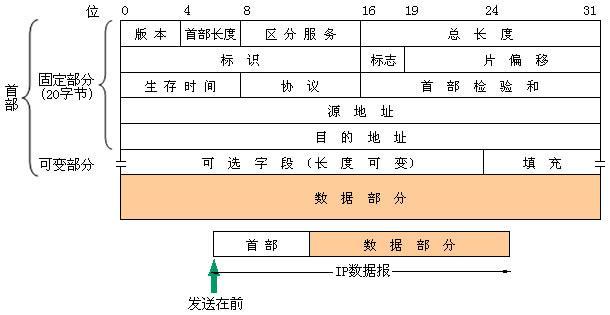 位 0 4 8 16 19 24 31
版本 首部长度 区分服务 总长度
标识 标志 片偏移
生存时间 协议 首部检验和
源地址
目的地址
可选字段(长度可变) 填充
数据部分
首部
固定部分
(20字节)
可变部分
首部 数据部分
IP数据报
发送在前